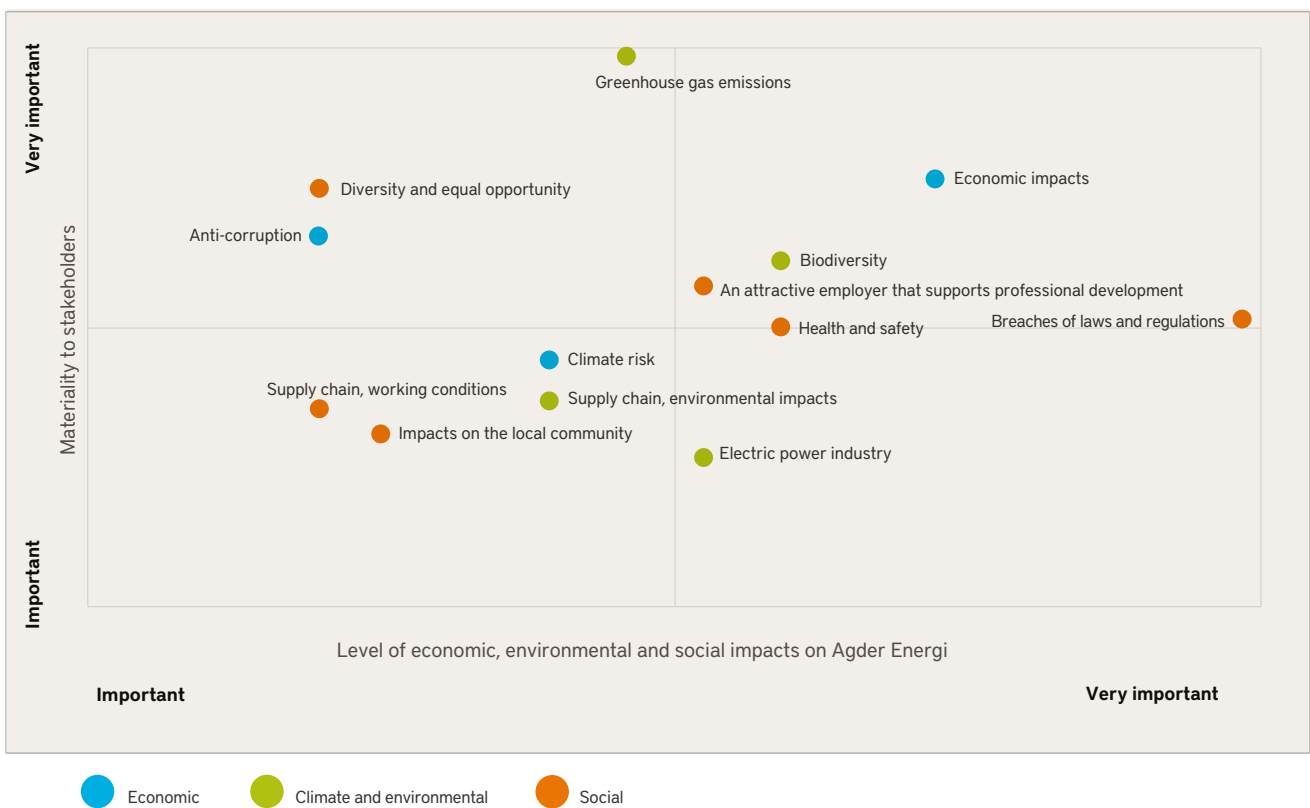 Very important
Greenhouse gas emissions
Economic impacts
Diversity and equal opportunity
Anti-corruption
Biodiversity
An attractive employer that supports professional development
Breaches of laws and regulations
Health and safety
Materiality to stakeholders
Climate risk
Supply chain, working conditions
Supply chain, environmental impacts
Impacts on the local community
Electric power industry
Important
Level of economic, environmental and social impacts on Agder Energi
Important
Very important
Economic
Climate and environmental
Social